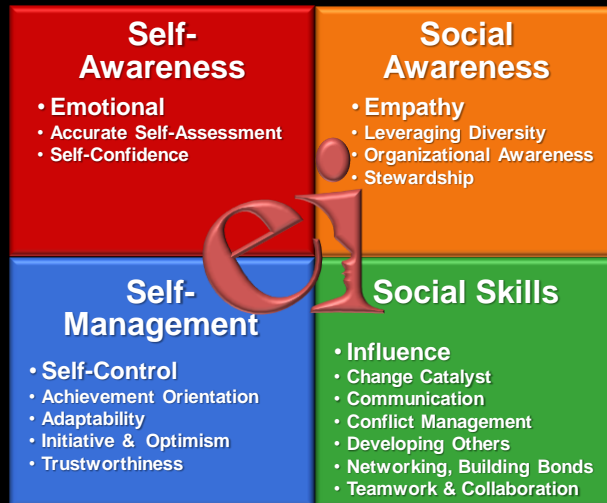 Self-
Awareness
• Emotional
• Accurate Self-Assessment
• Self-Confidence
Social
Awareness
• Empathy
• Leveraging Diversity
• Organizational Awareness
• Stewardship
ei
Self-
Management
• Self-Control
• Achievement Orientation
• Adaptability
• Initiative & Optimism
• Trustworthiness
Social Skills
• Influence
• Change Catalyst
• Communication
• Conflict Management
• Developing Others
• Networking, Building Bonds
• Teamwork & Collaboration